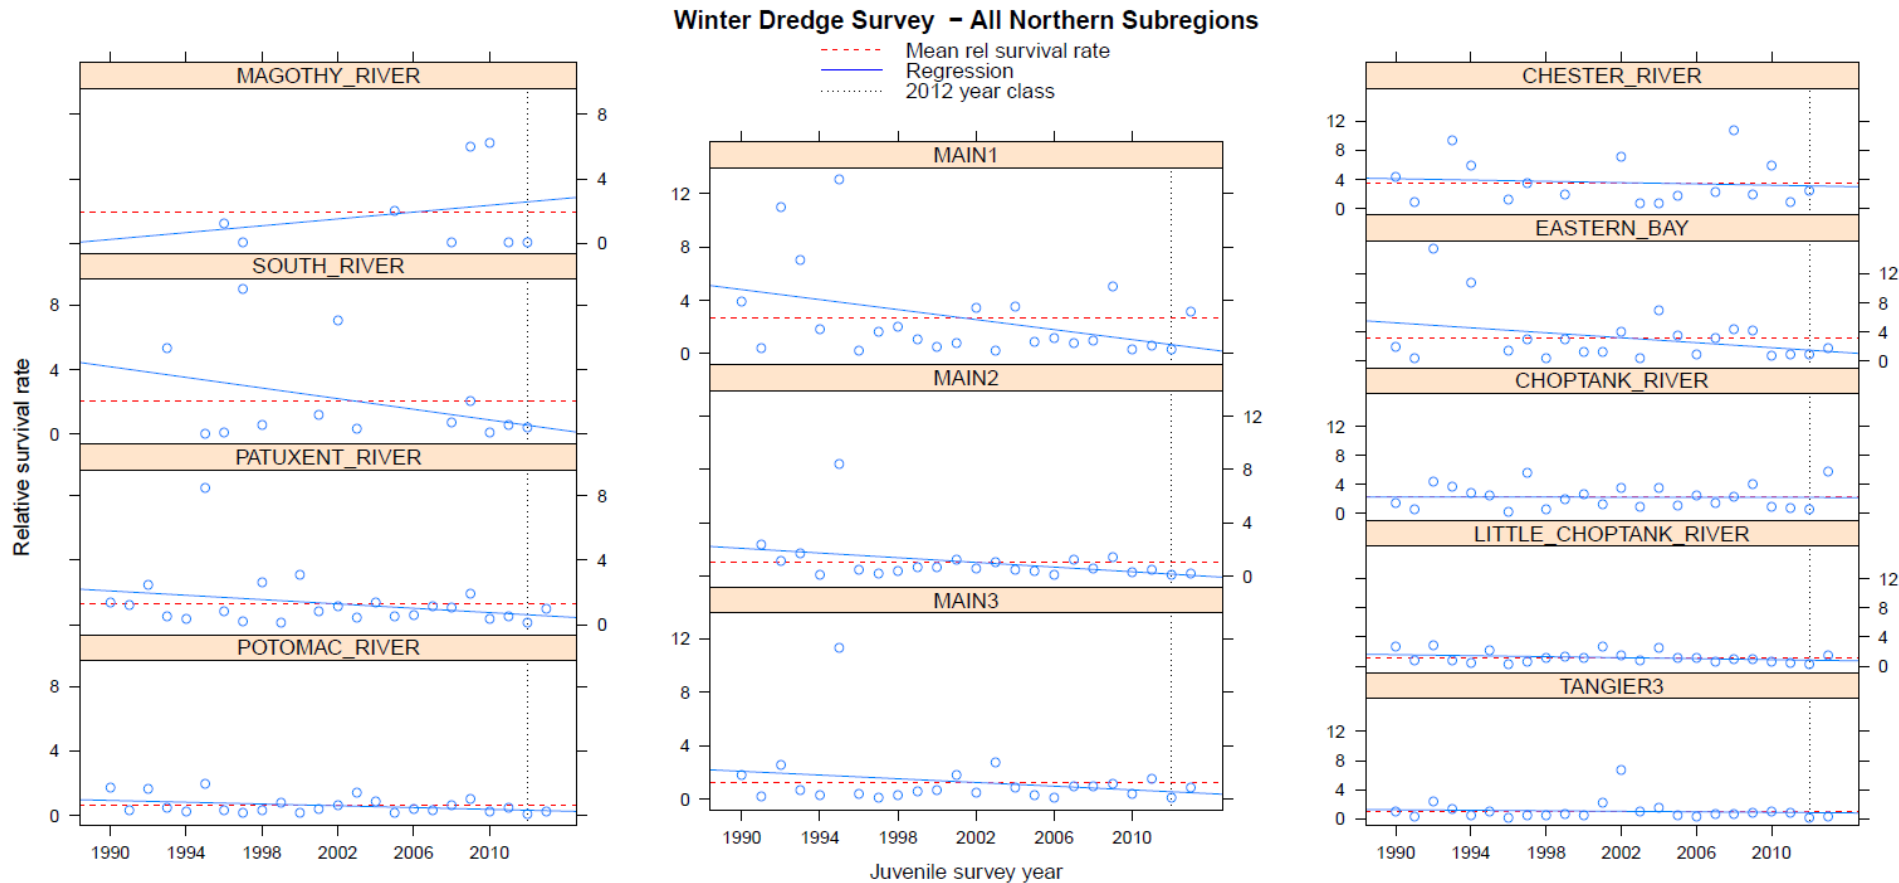 Winter Dredge Survey − All Northern Subregions
Mean rel survival rate
Regression
2012 year class
Relative survival rate
MAGOTHY_RIVER
8
4
0
SOUTH_RIVER
8
4
0
PATUXENT_RIVER
8
4
0
POTOMAC_RIVER
8
4
0
1990 1994 1998 2002 2006 2010
MAIN1
12
8
4
0
MAIN2
12
8
4
0
MAIN3
12
8
4
0
1990 1994 1998 2002 2006 2010
Juvenile survey year
CHESTER_RIVER
12
8
4
0
EASTERN_BAY
12
8
4
0
CHOPTANK_RIVER
12
8
4
0
LITTLE_CHOPTANK_RIVER
12
8
4
0
TANGIER3
12
8
4
0
1990 1994 1998 2002 2006 2010